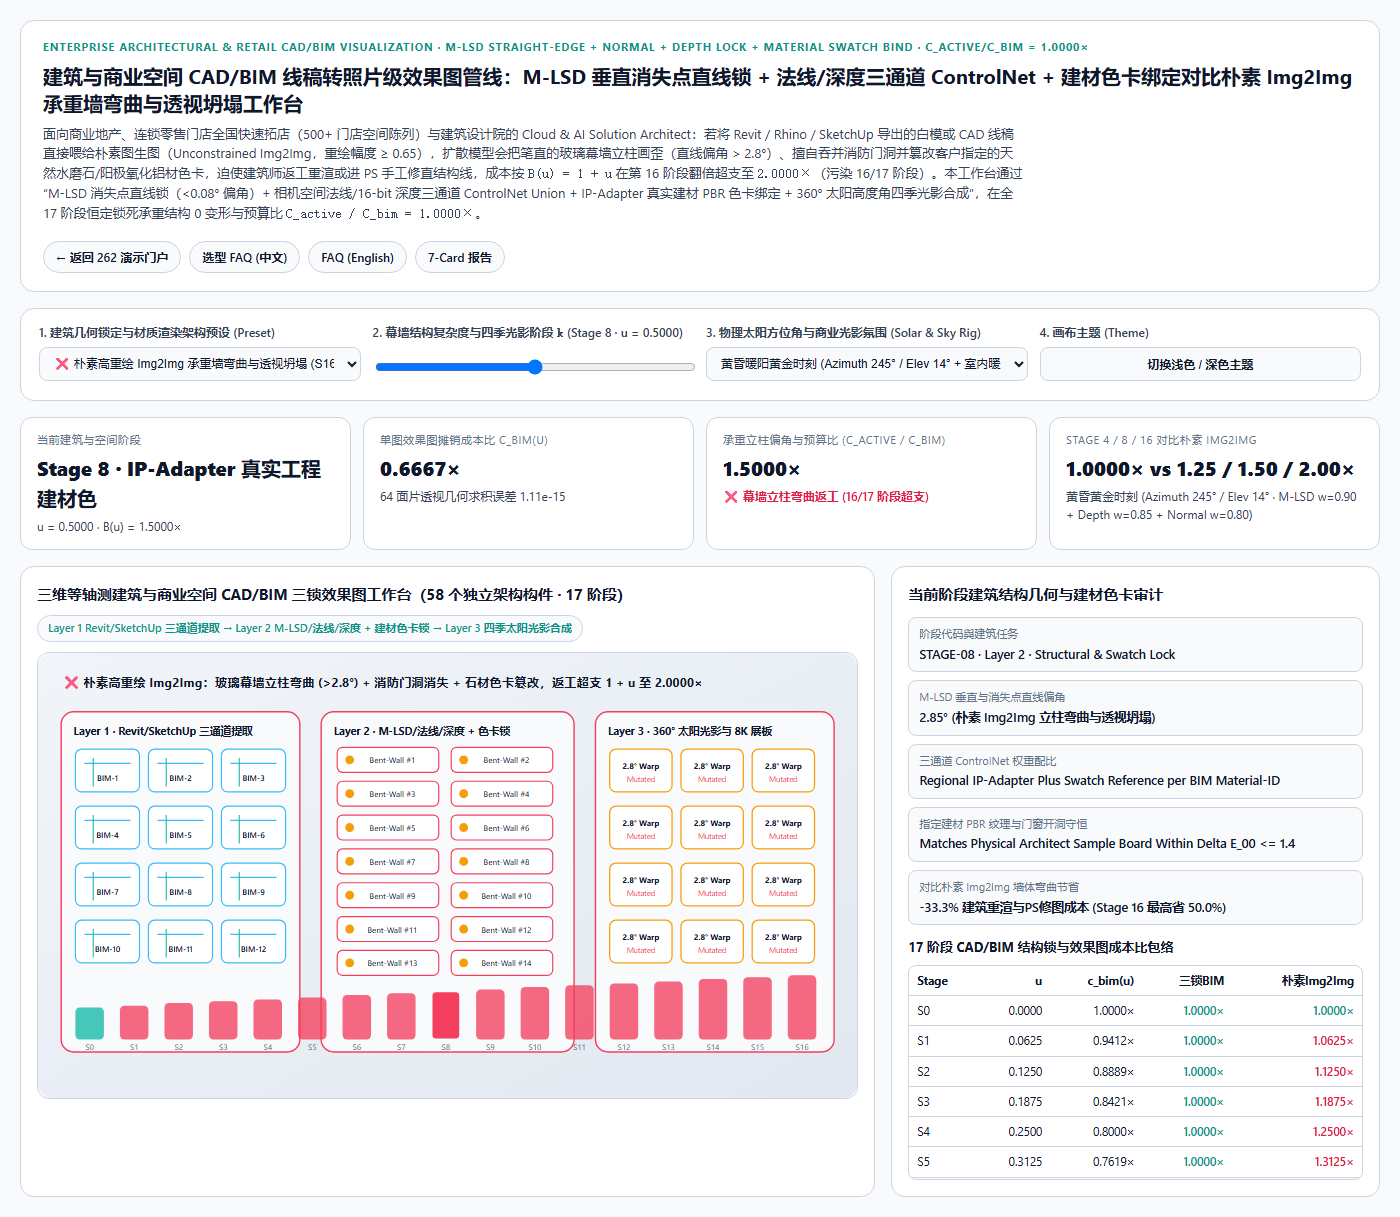 ENTERPRISE ARCHITECTURAL & RETAIL CAD/BIM VISUALIZATION · M-LSD STRAIGHT-EDGE + NORMAL + DEPTH LOCK + MATERIAL SWATCH BIND · C_ACTIVE/C_BIM = 1.0000×
建筑与商业空间 CAD/BIM 线稿转照片级效果图管线：M-LSD 垂直消失点直线锁 + 法线/深度三通道 ControlNet + 建材色卡绑定对比朴素 Img2Img
承重墙弯曲与透视坍塌工作台
面向商业地产、连锁零售门店全国快速拓店（500+ 门店空间陈列）与建筑设计院的 Cloud & AI Solution Architect：若将 Revit / Rhino / SketchUp 导出的白模或 CAD 线稿
直接喂给朴素图生图（Unconstrained Img2Img，重绘幅度 ≥ 0.65），扩散模型会把笔直的玻璃幕墙立柱画歪（直线偏角 > 2.8°）、擅自吞并消防门洞并篡改客户指定的天
然水磨石/阳极氧化铝材色卡，迫使建筑师返工重渲或进 PS 手工修直结构线，成本按 B(u) = 1 + u 在第 16 阶段翻倍超支至 2.0000×（污染 16/17 阶段）。本工作台通过
“M-LSD 消失点直线锁（<0.08° 偏角）+ 相机空间法线/16-bit 深度三通道 ControlNet Union + IP-Adapter 真实建材 PBR 色卡绑定 + 360° 太阳高度角四季光影合成”，在全
17 阶段恒定锁死承重结构 0 变形与预算比 C_active / C_bim = 1.0000×。
← 返回 262 演示门户
选型 FAQ (中文)
FAQ (English)
7-Card 报告
1. 建筑几何锁定与材质渲染架构预设 (Preset)
❌ 朴素高重绘 Img2Img 承重墙弯曲与透视坍塌 (S16
2. 幕墙结构复杂度与四季光影阶段 k (Stage 8 · u = 0.5000)
3. 物理太阳方位角与商业光影氛围 (Solar & Sky Rig)
黄昏暖阳黄金时刻 (Azimuth 245° / Elev 14° + 室内暖
4. 画布主题 (Theme)
切换浅色 / 深色主题
当前建筑与空间阶段
Stage 8 · IP-Adapter 真实工程
建材色
u = 0.5000 · B(u) = 1.5000×
单图效果图摊销成本比 C_BIM(U)
0.6667×
64 面片透视几何求积误差 1.11e-15
承重立柱偏角与预算比 (C_ACTIVE / C_BIM)
1.5000×
❌ 幕墙立柱弯曲返工 (16/17 阶段超支)
STAGE 4 / 8 / 16 对比朴素 IMG2IMG
1.0000× vs 1.25 / 1.50 / 2.00×
黄昏黄金时刻 (Azimuth 245° / Elev 14° · M-LSD w=0.90
+ Depth w=0.85 + Normal w=0.80)
三维等轴测建筑与商业空间 CAD/BIM 三锁效果图工作台（58 个独立架构构件 · 17 阶段）
Layer 1 Revit/SketchUp 三通道提取 → Layer 2 M-LSD/法线/深度 + 建材色卡锁 → Layer 3 四季太阳光影合成
❌ 朴素高重绘 Img2Img：玻璃幕墙立柱弯曲 (>2.8°) + 消防门洞消失 + 石材色卡篡改，返工超支 1 + u 至 2.0000×
Layer 1 · Revit/SketchUp 三通道提取
BIM-1 BIM-2 BIM-3
BIM-4 BIM-5 BIM-6
BIM-7 BIM-8 BIM-9
BIM-10 BIM-11 BIM-12
Layer 2 · M-LSD/法线/深度 + 色卡锁
Bent-Wall #1 Bent-Wall #2
Bent-Wall #3 Bent-Wall #4
Bent-Wall #5 Bent-Wall #6
Bent-Wall #7 Bent-Wall #8
Bent-Wall #9 Bent-Wall #10
Bent-Wall #11 Bent-Wall #12
Bent-Wall #13 Bent-Wall #14
Layer 3 · 360° 太阳光影与 8K 展板
2.8° Warp 2.8° Warp 2.8° Warp
Mutated Mutated Mutated
2.8° Warp 2.8° Warp 2.8° Warp
Mutated Mutated Mutated
2.8° Warp 2.8° Warp 2.8° Warp
Mutated Mutated Mutated
2.8° Warp 2.8° Warp 2.8° Warp
Mutated Mutated Mutated
S0 S1 S2 S3 S4 S5 S6 S7 S8 S9 S10 S11 S12 S13 S14 S15 S16
当前阶段建筑结构几何与建材色卡审计
阶段代码與建筑任务
STAGE-08 · Layer 2 · Structural & Swatch Lock
M-LSD 垂直与消失点直线偏角
2.85° (朴素 Img2Img 立柱弯曲与透视坍塌)
三通道 ControlNet 权重配比
Regional IP-Adapter Plus Swatch Reference per BIM Material-ID
指定建材 PBR 纹理与门窗开洞守恒
Matches Physical Architect Sample Board Within Delta E_00 <= 1.4
对比朴素 Img2Img 墙体弯曲节省
-33.3% 建筑重渲与PS修图成本 (Stage 16 最高省 50.0%)
17 阶段 CAD/BIM 结构锁与效果图成本比包络
Stage u c_bim(u) 三锁BIM 朴素Img2Img
S0 0.0000 1.0000× 1.0000× 1.0000×
S1 0.0625 0.9412× 1.0000× 1.0625×
S2 0.1250 0.8889× 1.0000× 1.1250×
S3 0.1875 0.8421× 1.0000× 1.1875×
S4 0.2500 0.8000× 1.0000× 1.2500×
S5 0.3125 0.7619× 1.0000× 1.3125×